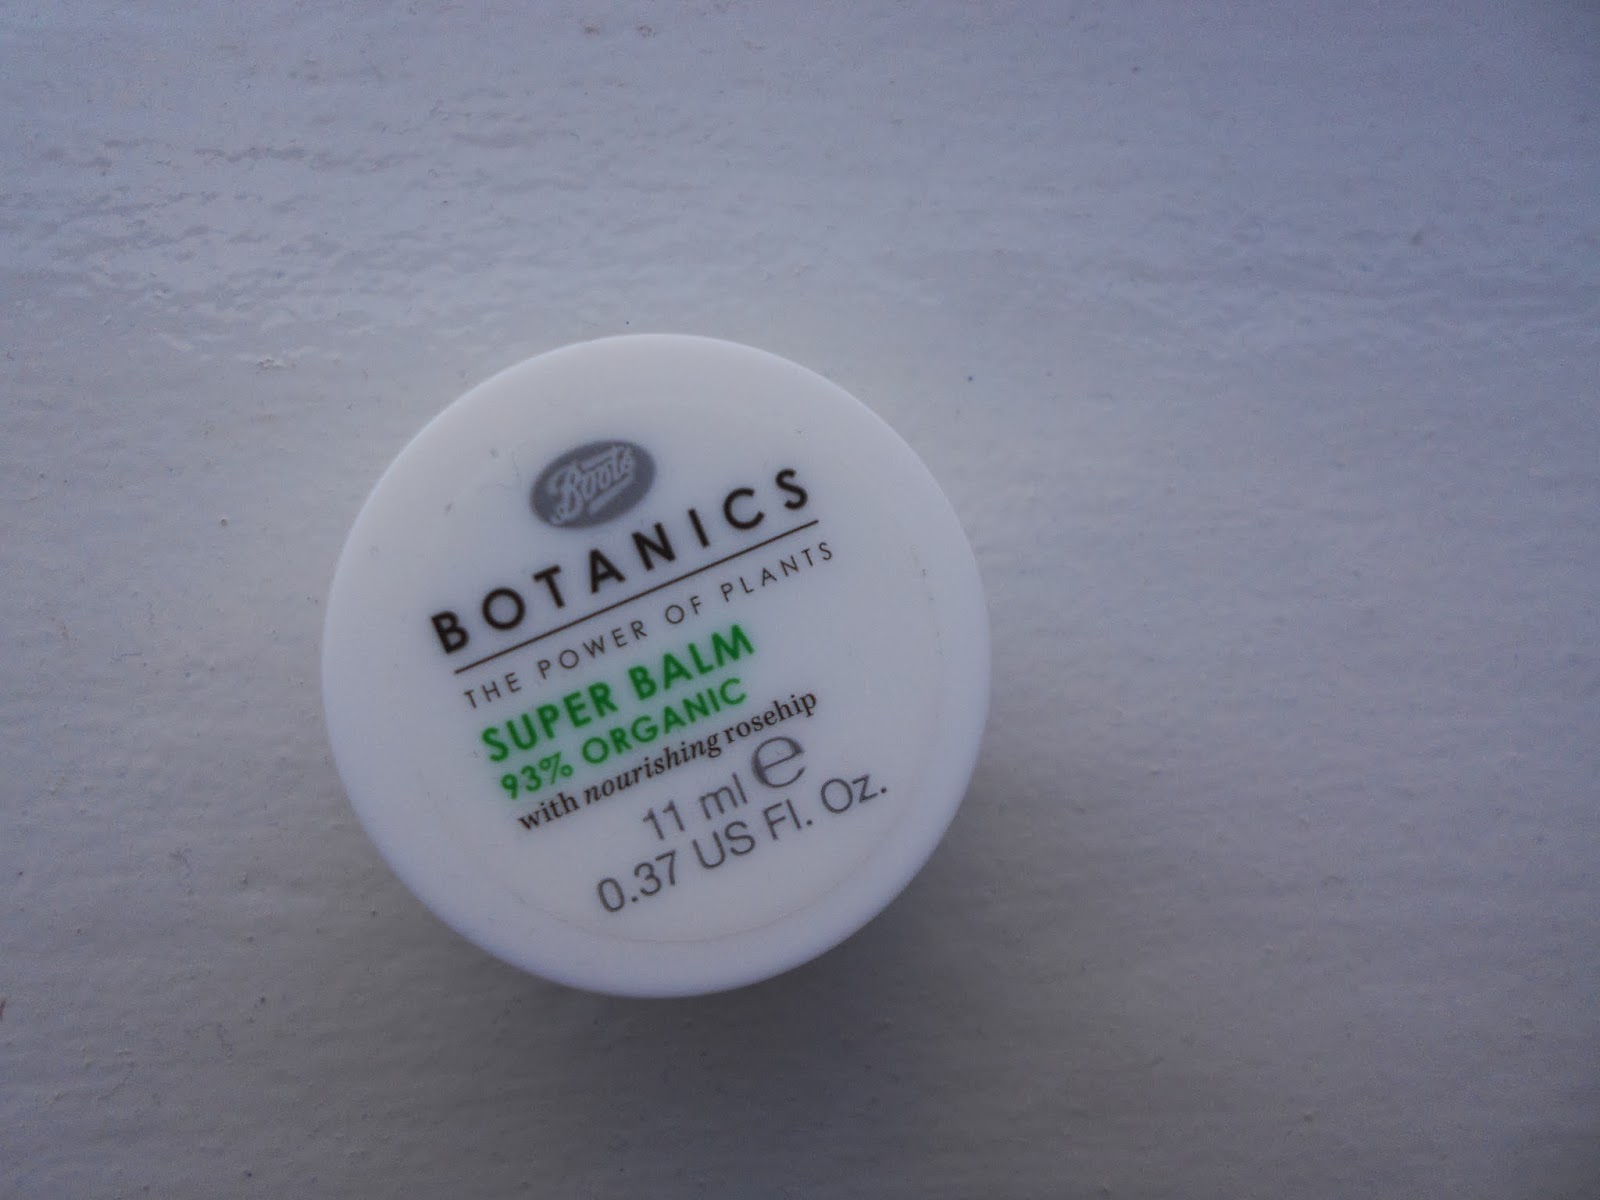 Boots
BOTANICS
THE POWER OF PLANTS
SUPER BALM
93% ORGANIC
with nourishing rosehip
11 ml ℮
0.37 US Fl. Oz.